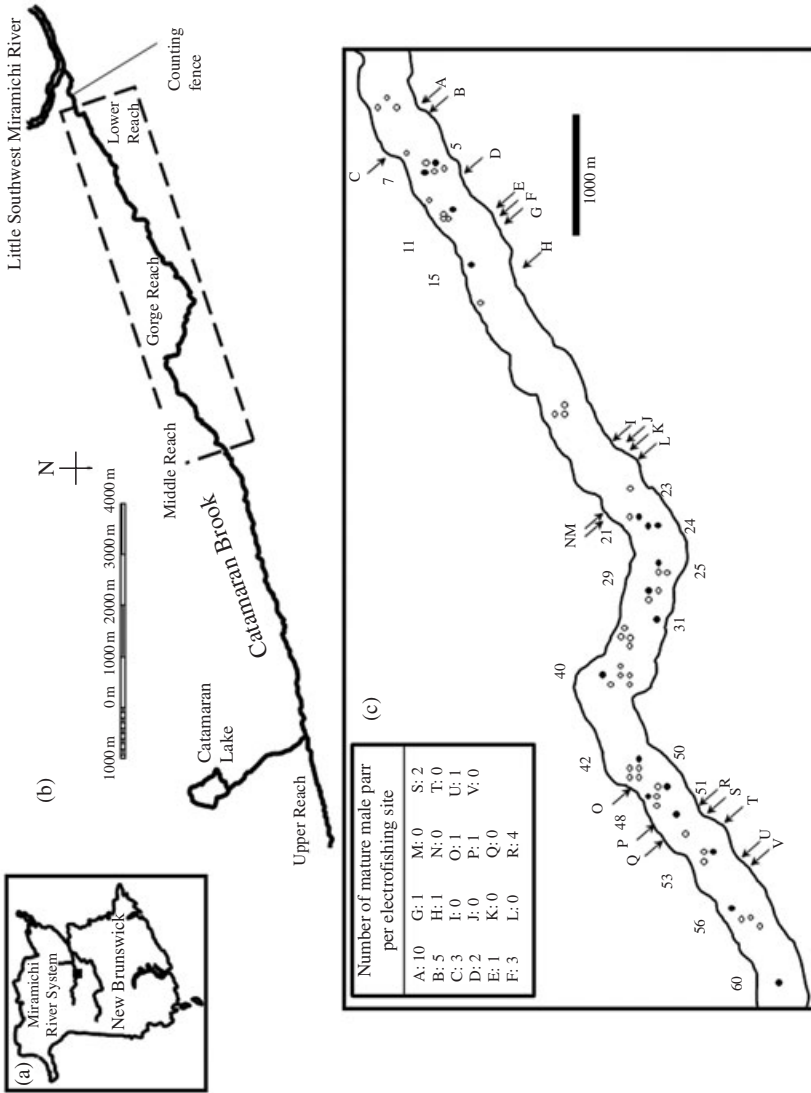 (a)
Miramichi
River System
New Brunswick
(b)
1000 m 0 m 1000 m 2000 m 3000 m 4000 m
N
Little Southwest Miramichi River
Counting
fence
Lower
Reach
Gorge Reach
Middle Reach
Catamaran Brook
Catamaran
Lake
Upper Reach
(c)
Number of mature male parr
per electrofishing site
A: 10 G: 1 M: 0 S: 2
B: 5 H: 1 N: 0 T: 0
C: 3 I: 0 O: 1 U: 1
D: 2 J: 0 P: 1 V: 0
E: 1 K: 0 Q: 0
F: 3 L: 0 R: 4
A
B
C
5
7
D
E
F
G
11
H
15
1000 m
I
J
K
L
NM
21
23
24
25
29
31
40
42
O
50
51
R
S
T
48
P
Q
53
U
V
56
60